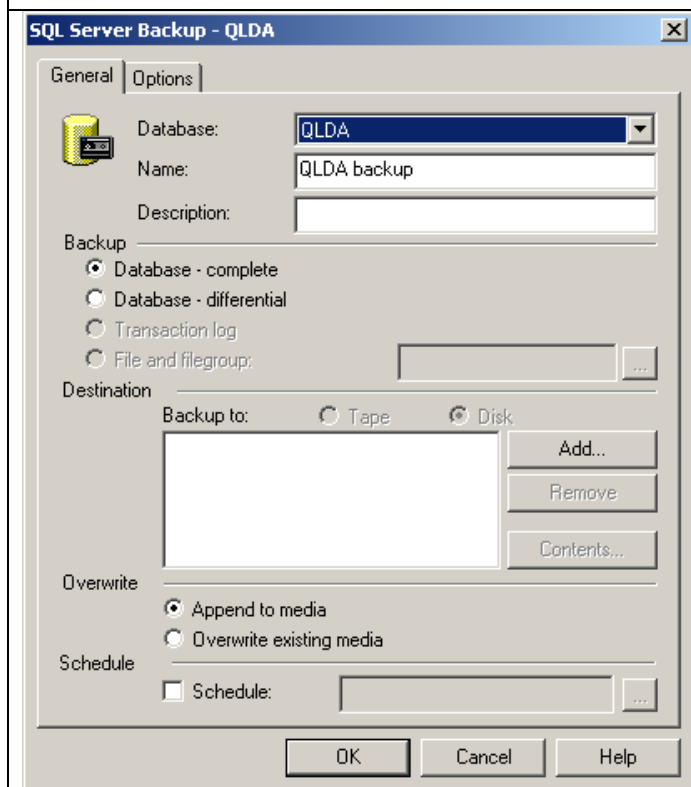 SQL Server Backup - QLDA
General Options
Database: QLDA
Name: QLDA backup
Description:
Backup
Database - complete
Database - differential
Transaction log
File and filegroup: ...
Destination
Backup to: Tape Disk
Add...
Remove
Contents...
Overwrite
Append to media
Overwrite existing media
Schedule
Schedule: ...
OK Cancel Help